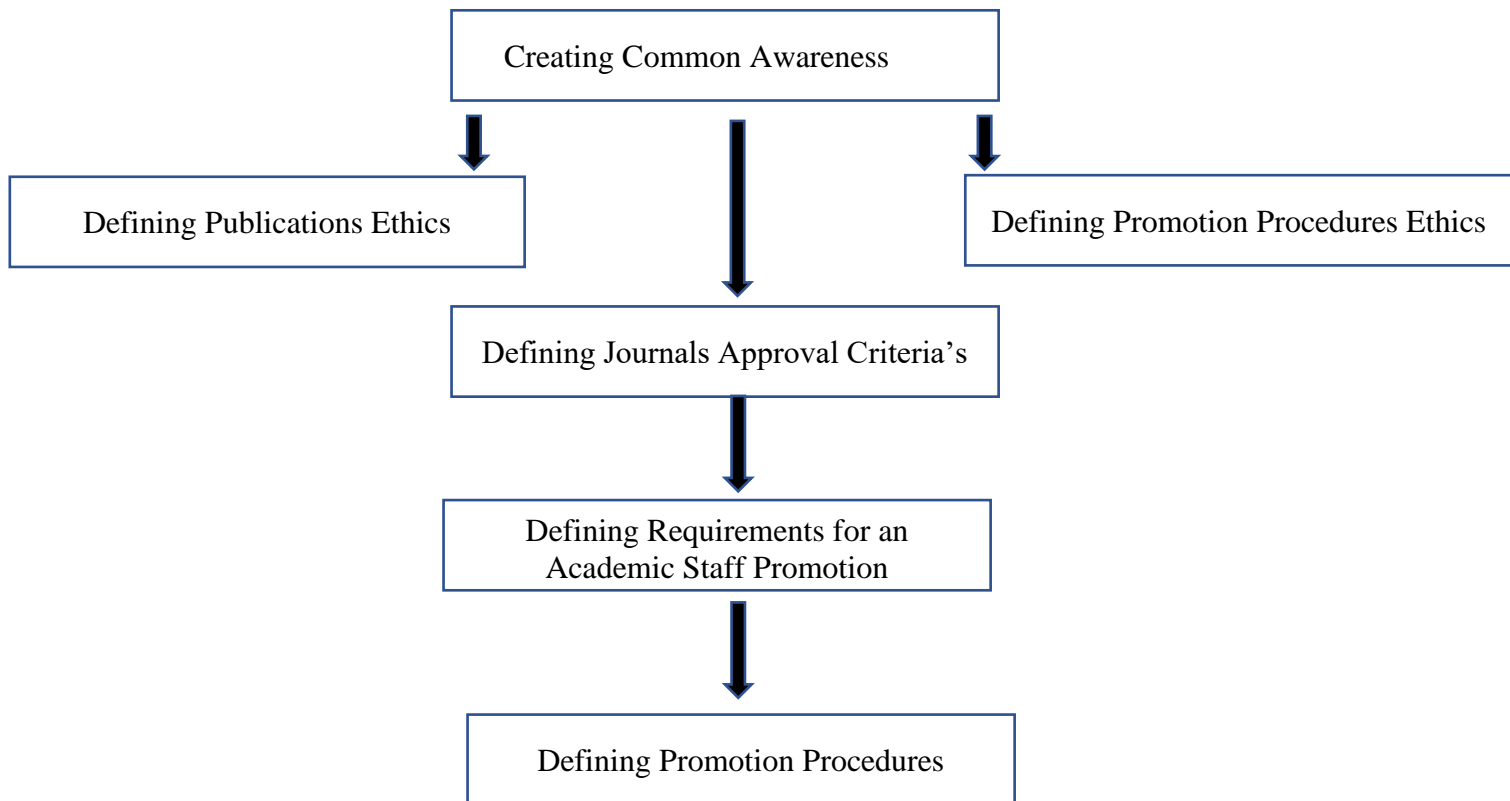 Creating Common Awareness
Defining Publications Ethics
Defining Promotion Procedures Ethics
Defining Journals Approval Criteria’s
Defining Requirements for an
Academic Staff Promotion
Defining Promotion Procedures